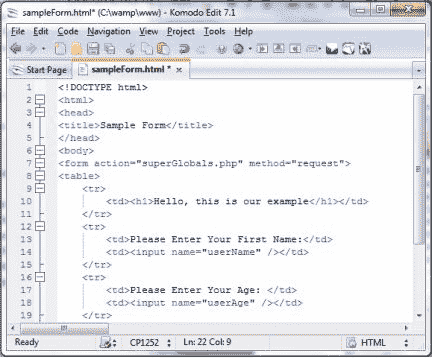 sampleForm.html* (C:\wamp\www) - Komodo Edit 7.1
File Edit Code Navigation View Project Tools Help
Start Page sampleForm.html *
1 <!DOCTYPE html>
2 <html>
3 <head>
4 <title>Sample Form</title>
5 </head>
6 <body>
7 <form action="superGlobals.php" method="request">
8 <table>
9 <tr>
10 <td><h1>Hello, this is our example</h1></td>
11 </tr>
12 <tr>
13 <td>Please Enter Your First Name:</td>
14 <td><input name="userName" /></td>
15 </tr>
16 <tr>
17 <td>Please Enter Your Age: </td>
18 <td><input name="userAge" /></td>
19 </tr>
Ready CP1252 Ln: 22 Col: 9 HTML